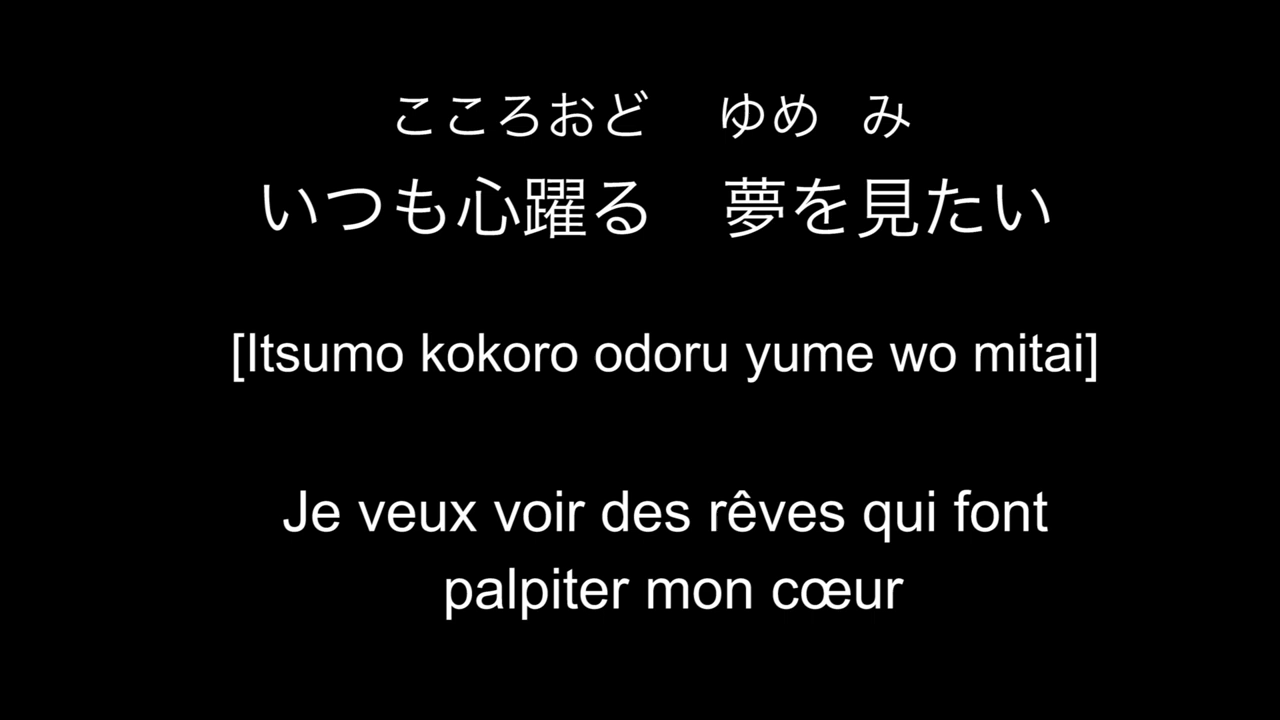 こころおど ゆめ み
いつも心躍る 夢を見たい
[Itsumo kokoro odoru yume wo mitai]
Je veux voir des rêves qui font
palpiter mon cœur